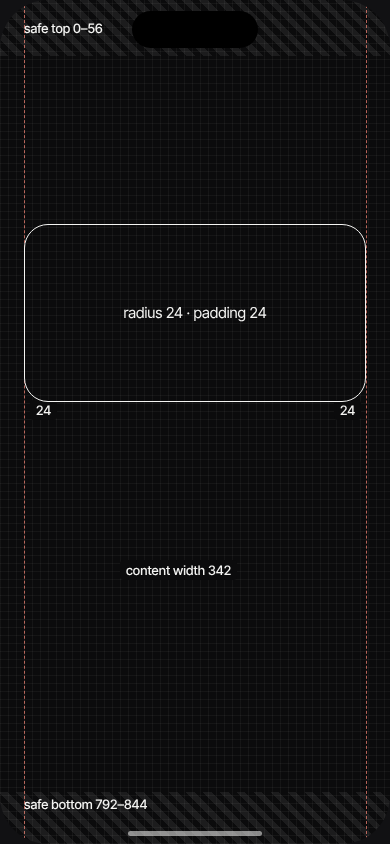 safe top 0–56
radius 24 · padding 24
24
24
content width 342
safe bottom 792–844